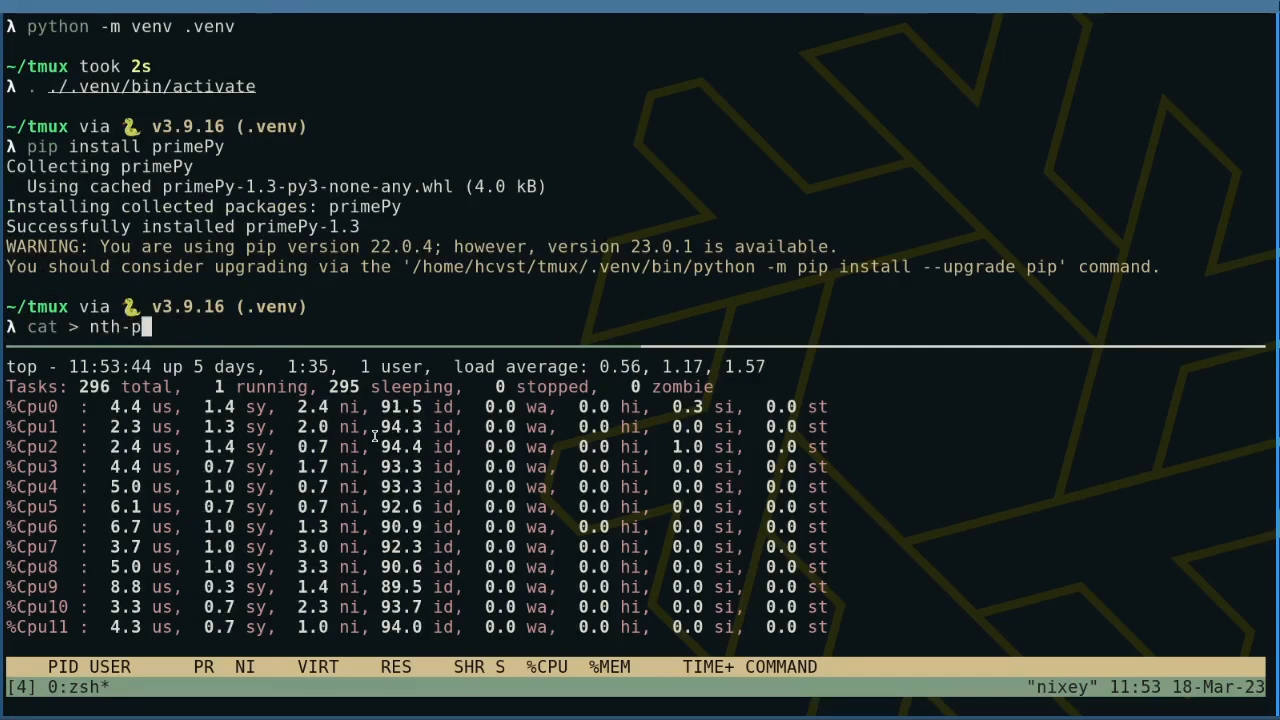 λ python -m venv .venv
~/tmux took 2s
λ . ./.venv/bin/activate
~/tmux via 🐍 v3.9.16 (.venv)
λ pip install primePy
Collecting primePy
  Using cached primePy-1.3-py3-none-any.whl (4.0 kB)
Installing collected packages: primePy
Successfully installed primePy-1.3
WARNING: You are using pip version 22.0.4; however, version 23.0.1 is available.
You should consider upgrading via the '/home/hcvst/tmux/.venv/bin/python -m pip install --upgrade pip' command.
~/tmux via 🐍 v3.9.16 (.venv)
λ cat > nth-p
top - 11:53:44 up 5 days,  1:35,  1 user,  load average: 0.56, 1.17, 1.57
Tasks: 296 total,   1 running, 295 sleeping,   0 stopped,   0 zombie
%Cpu0  :  4.4 us,  1.4 sy,  2.4 ni, 91.5 id,  0.0 wa,  0.0 hi,  0.3 si,  0.0 st
%Cpu1  :  2.3 us,  1.3 sy,  2.0 ni, 94.3 id,  0.0 wa,  0.0 hi,  0.0 si,  0.0 st
%Cpu2  :  2.4 us,  1.4 sy,  0.7 ni, 94.4 id,  0.0 wa,  0.0 hi,  1.0 si,  0.0 st
%Cpu3  :  4.4 us,  0.7 sy,  1.7 ni, 93.3 id,  0.0 wa,  0.0 hi,  0.0 si,  0.0 st
%Cpu4  :  5.0 us,  1.0 sy,  0.7 ni, 93.3 id,  0.0 wa,  0.0 hi,  0.0 si,  0.0 st
%Cpu5  :  6.1 us,  0.7 sy,  0.7 ni, 92.6 id,  0.0 wa,  0.0 hi,  0.0 si,  0.0 st
%Cpu6  :  6.7 us,  1.0 sy,  1.3 ni, 90.9 id,  0.0 wa,  0.0 hi,  0.0 si,  0.0 st
%Cpu7  :  3.7 us,  1.0 sy,  3.0 ni, 92.3 id,  0.0 wa,  0.0 hi,  0.0 si,  0.0 st
%Cpu8  :  5.0 us,  1.0 sy,  3.3 ni, 90.6 id,  0.0 wa,  0.0 hi,  0.0 si,  0.0 st
%Cpu9  :  8.8 us,  0.3 sy,  1.4 ni, 89.5 id,  0.0 wa,  0.0 hi,  0.0 si,  0.0 st
%Cpu10 :  3.3 us,  0.7 sy,  2.3 ni, 93.7 id,  0.0 wa,  0.0 hi,  0.0 si,  0.0 st
%Cpu11 :  4.3 us,  0.7 sy,  1.0 ni, 94.0 id,  0.0 wa,  0.0 hi,  0.0 si,  0.0 st
    PID USER      PR  NI    VIRT    RES    SHR S  %CPU  %MEM     TIME+ COMMAND
[4] 0:zsh* "nixey" 11:53 18-Mar-23